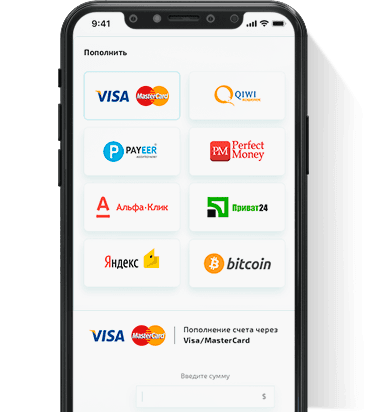 9:41
Пополнить
VISA MasterCard
QIWI
КОШЕЛЕК
P PAYEER®
PM Perfect
Money
А Альфа·Клик
Приват24
Яндекс
bitcoin
VISA MasterCard
Пополнение счета через
Visa/MasterCard
Введите сумму
$